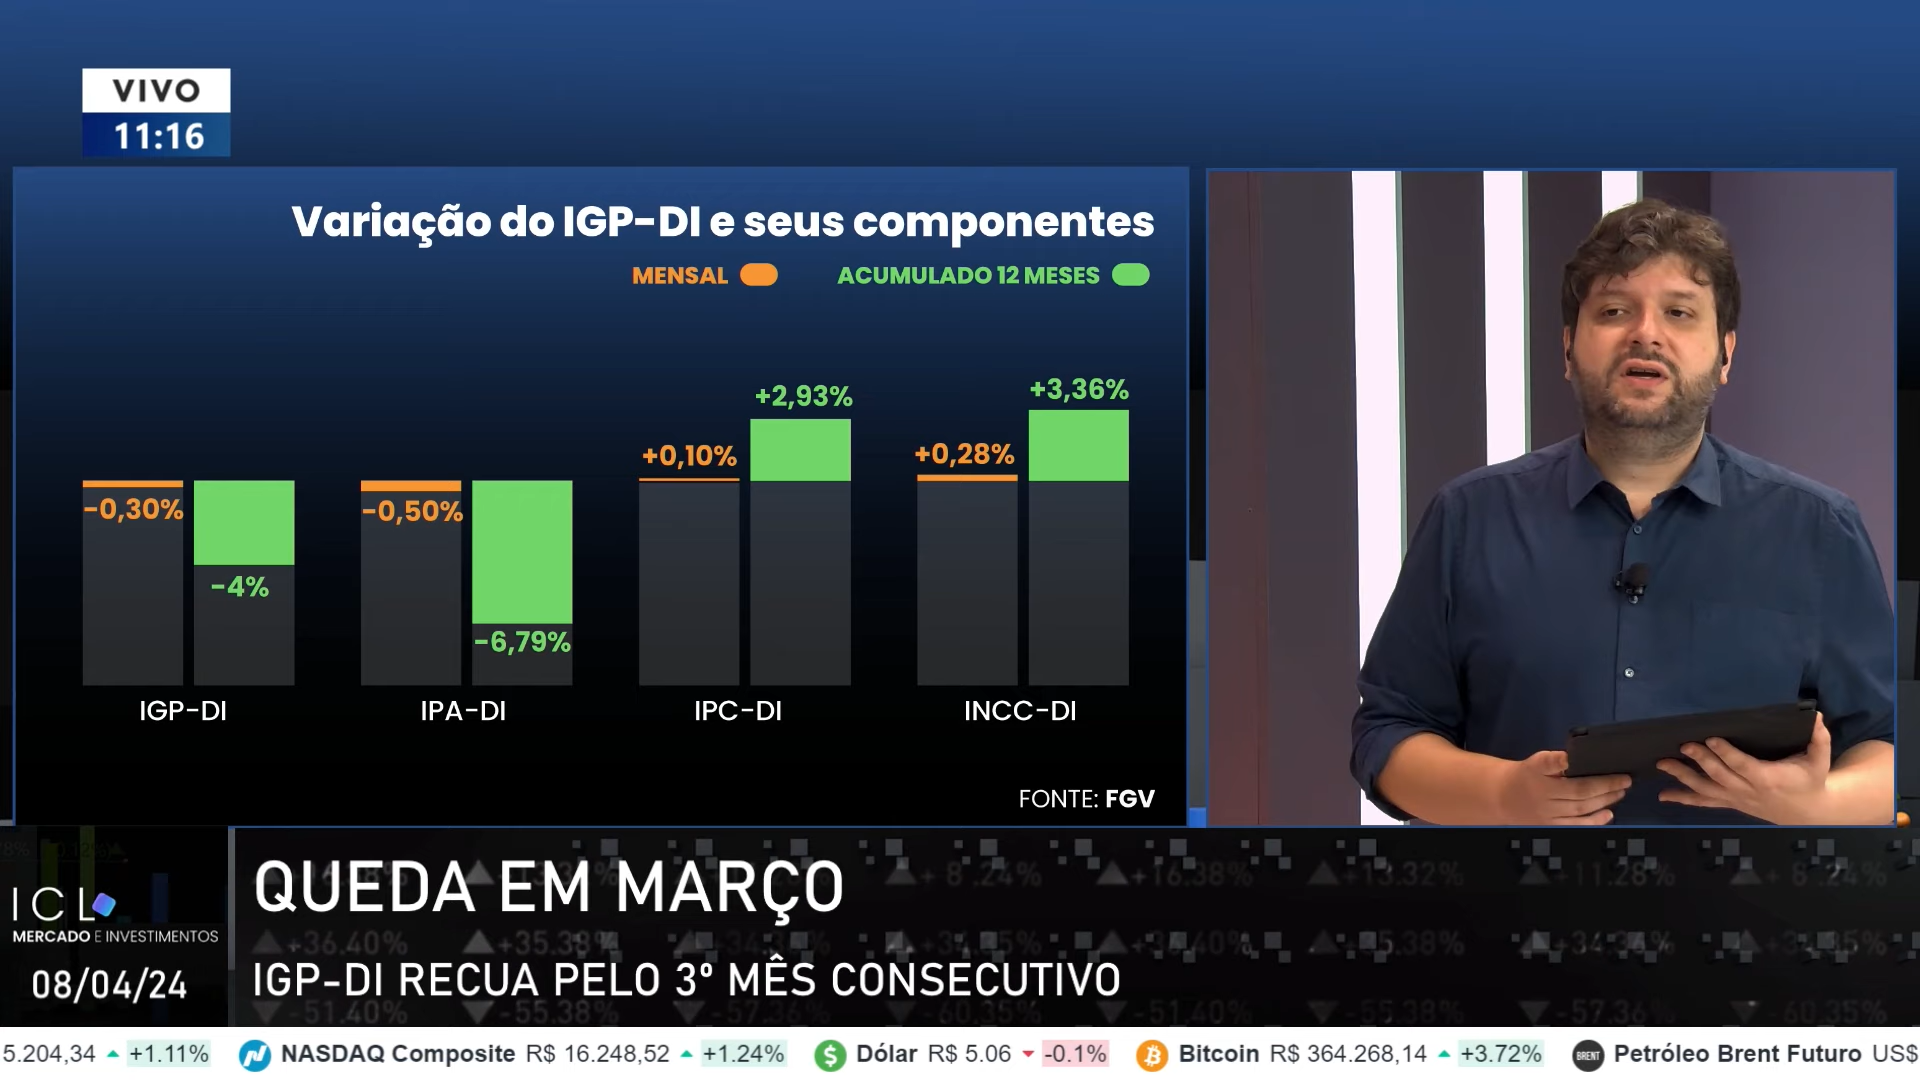 VIVO
11:16
Variação do IGP-DI e seus componentes
MENSAL ACUMULADO 12 MESES
-0,30%
-4%
IGP-DI
-0,50%
-6,79%
IPA-DI
+0,10%
+2,93%
IPC-DI
+0,28%
+3,36%
INCC-DI
FONTE: FGV
ICL
MERCADO E INVESTIMENTOS
08/04/24
QUEDA EM MARÇO
IGP-DI RECUA PELO 3º MÊS CONSECUTIVO
5.204,34 +1.11% NASDAQ Composite R$ 16.248,52 +1.24% Dólar R$ 5.06 -0.1% Bitcoin R$ 364.268,14 +3.72% BRENT Petróleo Brent Futuro US$